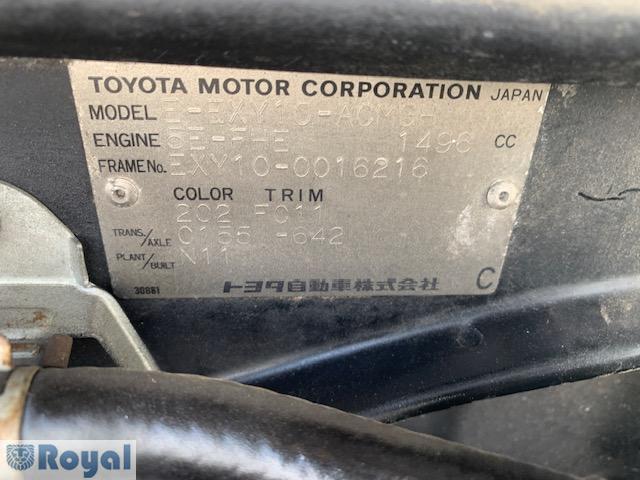 TOYOTA MOTOR CORPORATION JAPAN
MODEL E-EXY10-ACMGH
ENGINE 5E-FHE 1496 CC
FRAME No. EXY10-0016216
COLOR TRIM
202 FC11
TRANS./AXLE C155 -642
PLANT/BUILT N11
30881 トヨタ自動車株式会社 C
Royal